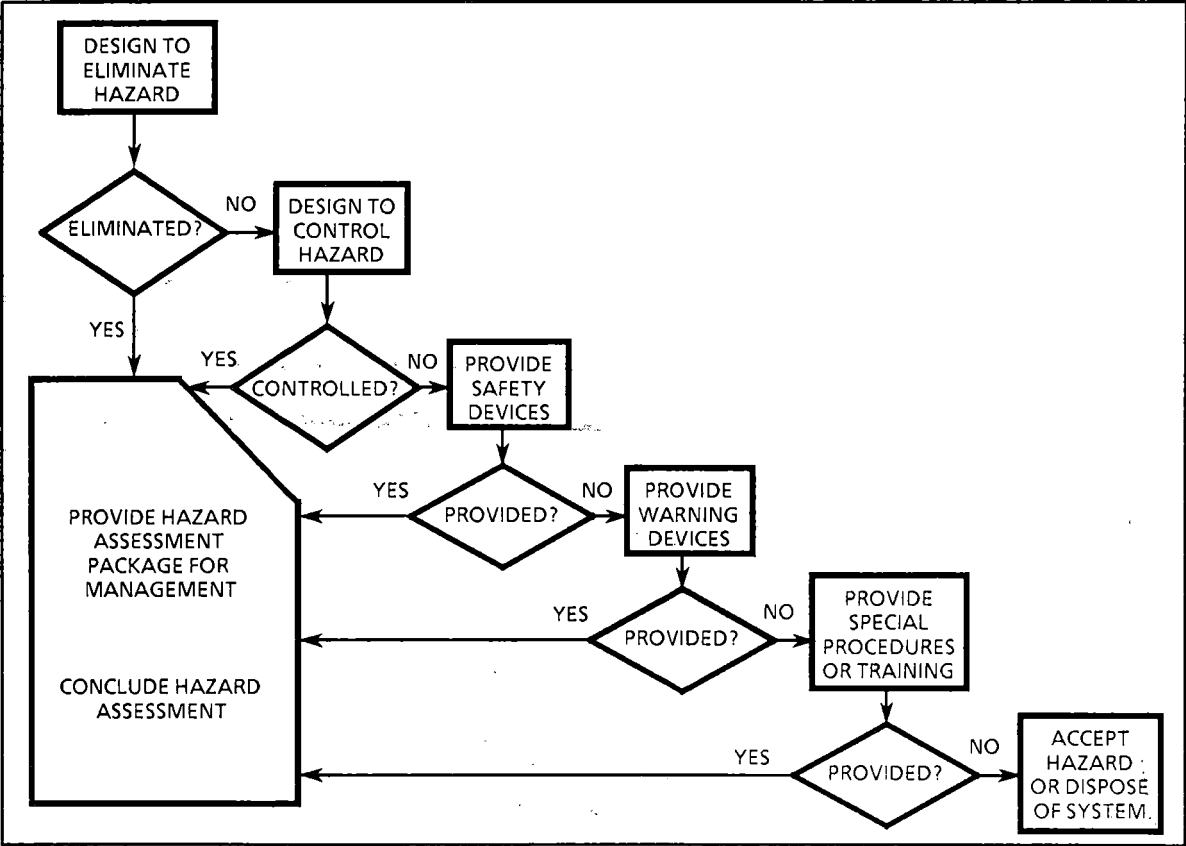 DESIGN TO
ELIMINATE
HAZARD
ELIMINATED?
NO
DESIGN TO
CONTROL
HAZARD
YES
YES
CONTROLLED?
NO
PROVIDE
SAFETY
DEVICES
YES
PROVIDED?
NO
PROVIDE
WARNING
DEVICES
PROVIDE HAZARD
ASSESSMENT
PACKAGE FOR
MANAGEMENT
YES
PROVIDED?
NO
PROVIDE
SPECIAL
PROCEDURES
OR TRAINING
CONCLUDE HAZARD
ASSESSMENT
YES
PROVIDED?
NO
ACCEPT
HAZARD
OR DISPOSE
OF SYSTEM.